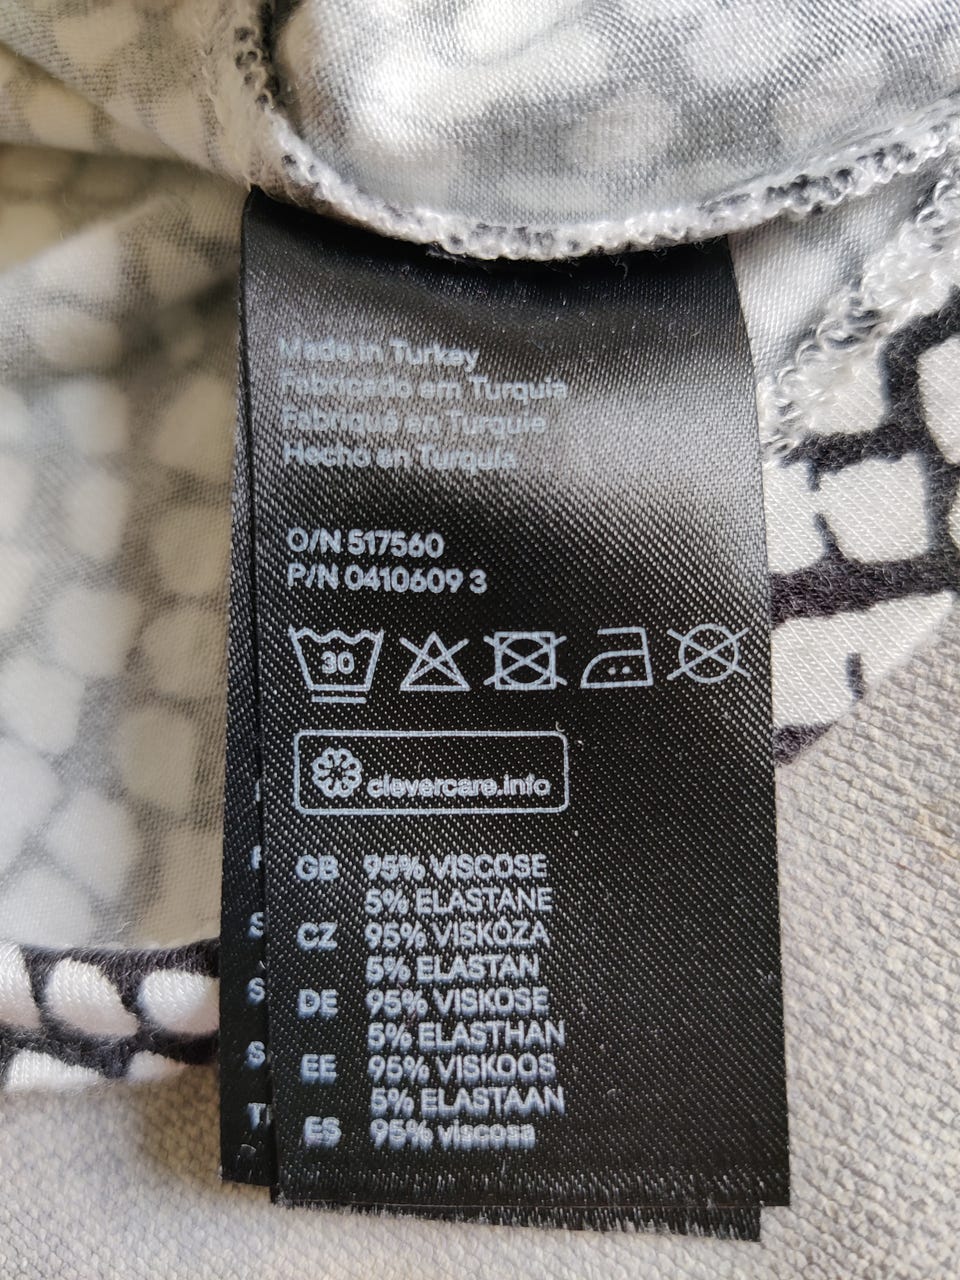 Made in Turkey
Fabricado em Turquia
Fabriqué en Turquie
Hecho en Turquía
O/N 517560
P/N 0410609 3
30
clevercare.info
GB 95% VISCOSE
5% ELASTANE
CZ 95% VISKÓZA
5% ELASTAN
DE 95% VISKOSE
5% ELASTHAN
EE 95% VISKOOS
5% ELASTAAN
ES 95% viscosa